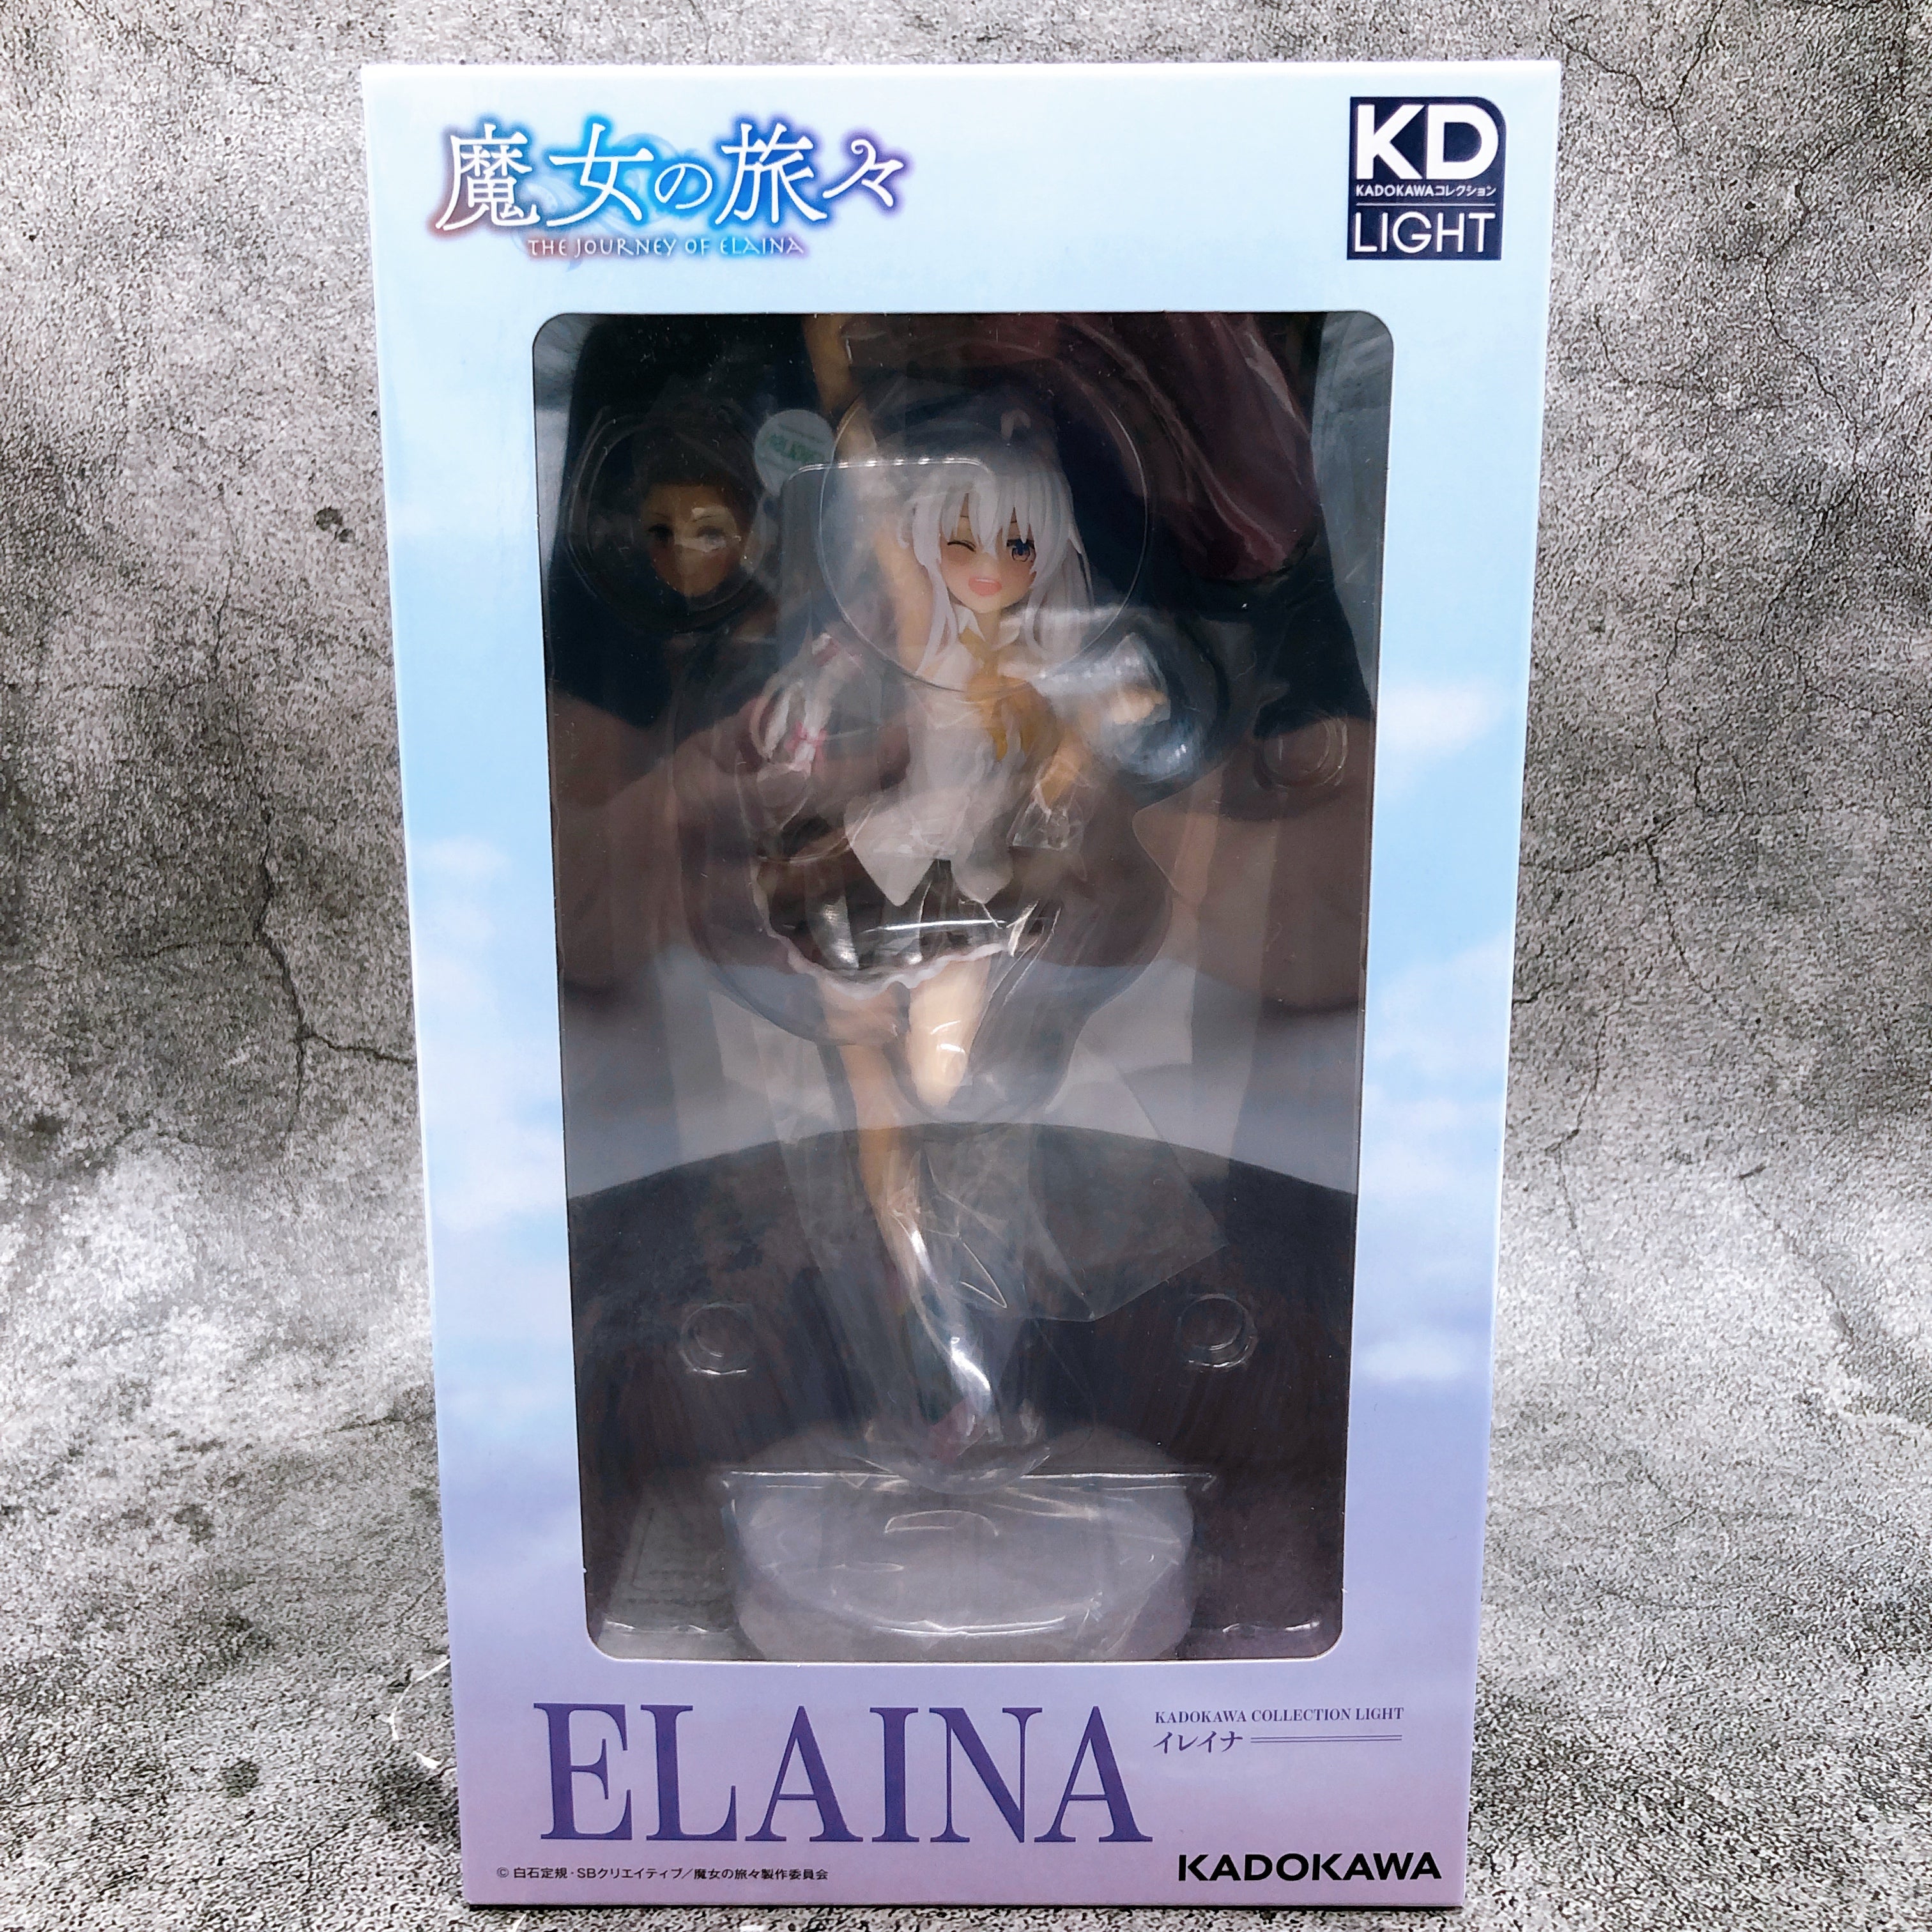 魔女の旅々
THE JOURNEY OF ELAINA
KD
KADOKAWAコレクション
LIGHT
ELAINA
KADOKAWA COLLECTION LIGHT
イレイナ
© 白石定規・SBクリエイティブ／魔女の旅々製作委員会
KADOKAWA